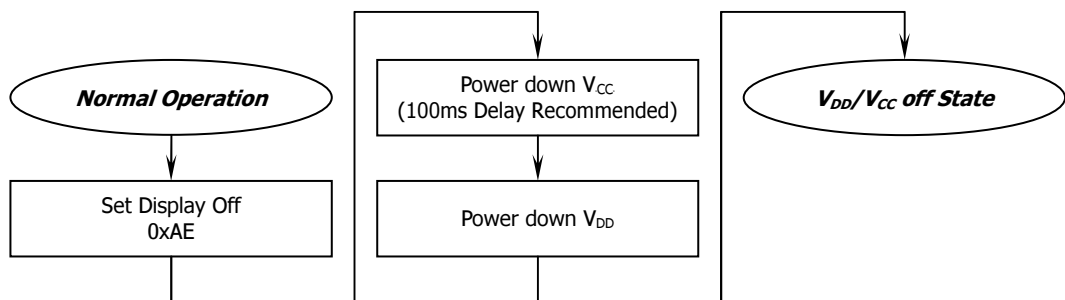 Normal Operation
Set Display Off
0xAE
Power down VCC
(100ms Delay Recommended)
Power down VDD
VDD/VCC off State